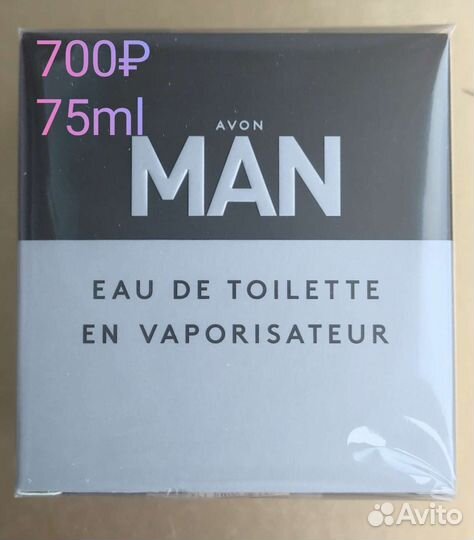 700₽
75ml
AVON
MAN
EAU DE TOILETTE
EN VAPORISATEUR
Avito